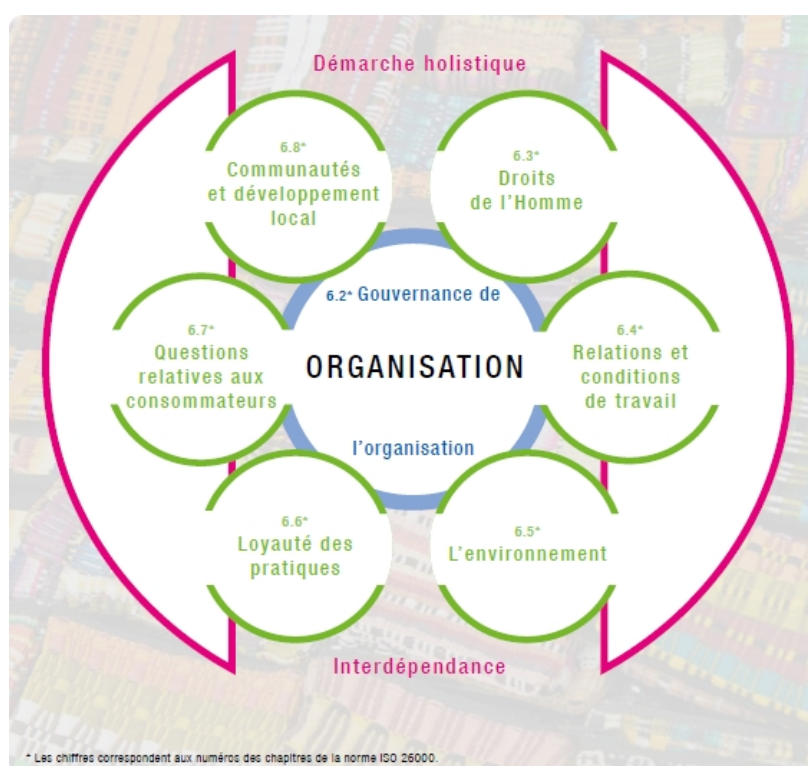 Démarche holistique
6.8*
Communautés
et développement
local
6.3*
Droits
de l'Homme
6.2* Gouvernance de
ORGANISATION
l'organisation
6.7*
Questions
relatives aux
consommateurs
6.4*
Relations et
conditions
de travail
6.6*
Loyauté des
pratiques
6.5*
L'environnement
Interdépendance
* Les chiffres correspondent aux numéros des chapitres de la norme ISO 26000.